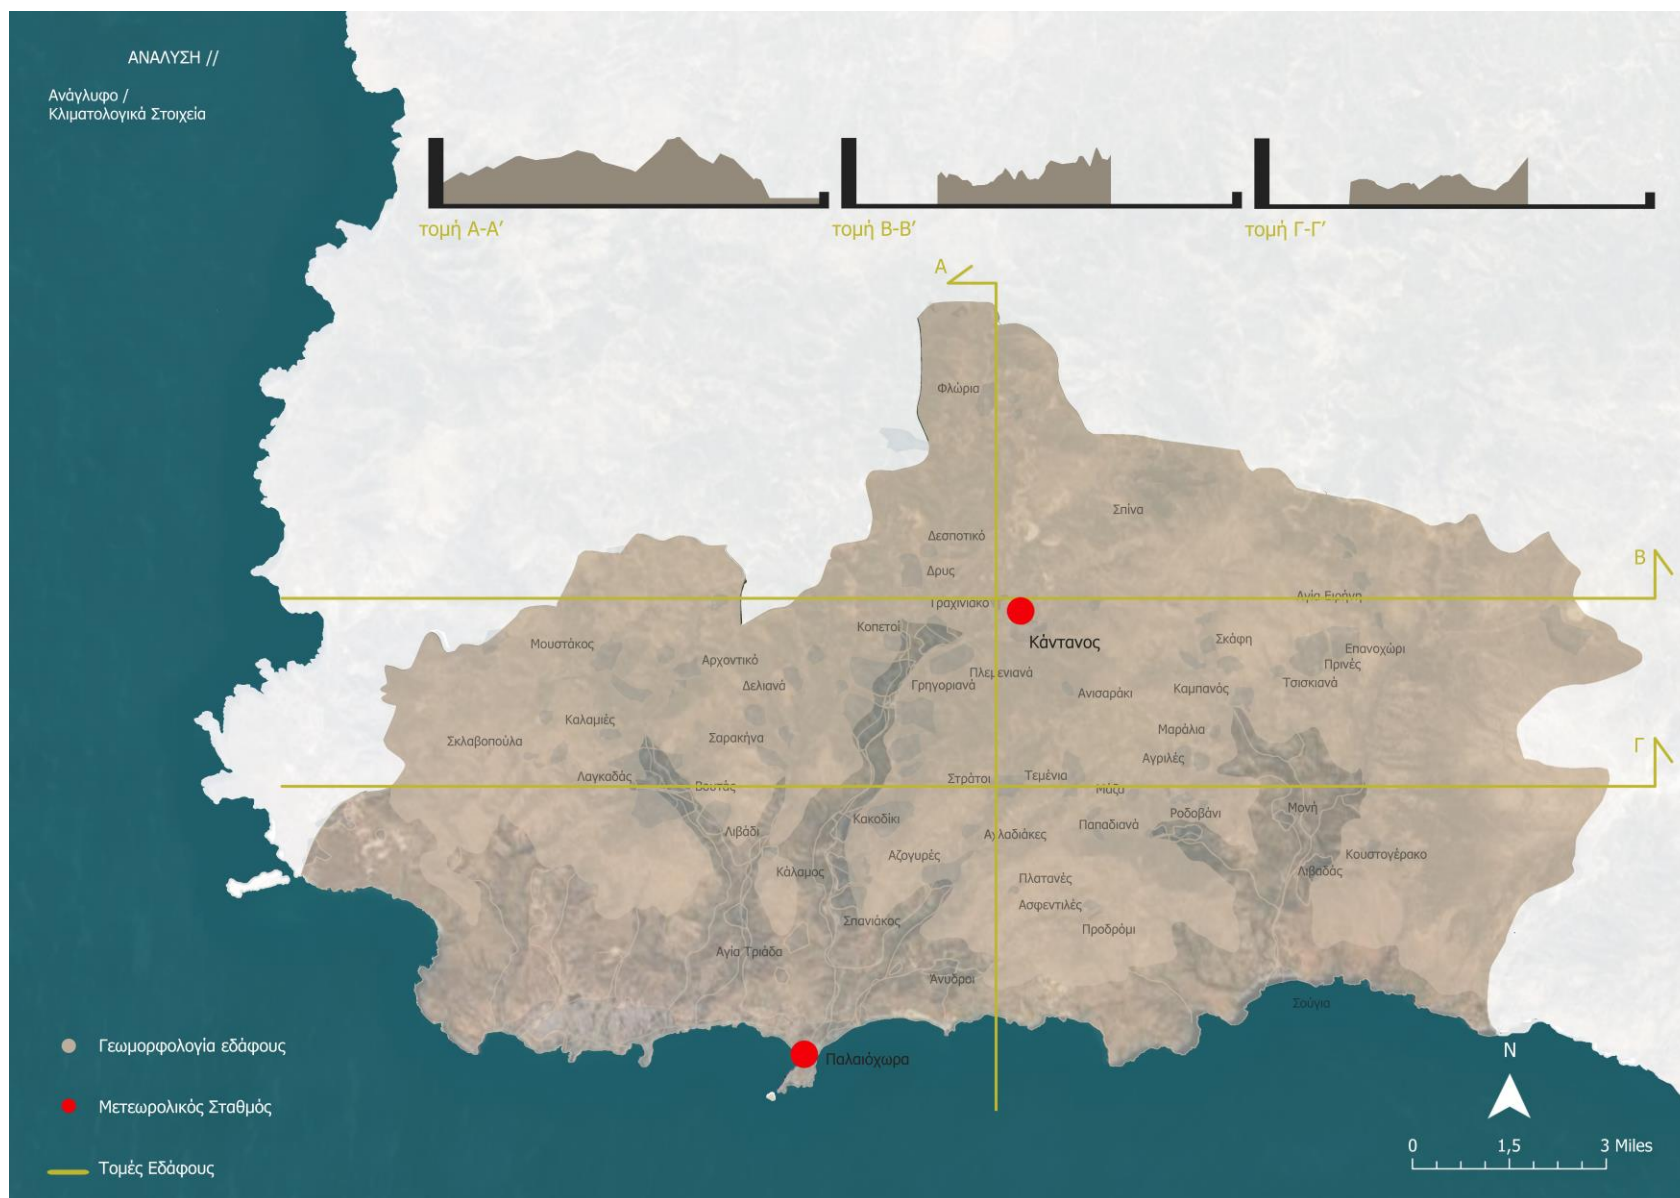 ΑΝΑΛΥΣΗ //
Ανάγλυφο /
Κλιματολογικά Στοιχεία
τομή Α-Α’
τομή Β-Β’
τομή Γ-Γ’
Α
Φλώρια
Σπίνα
Δεσποτικό
Β
Δρυς
Αγία Ειρήνη
Τραχινιακο
Κοπετοί
Μουστάκος
Κάντανος
Σκάφη
Επανοχώρι
Αρχοντικό
Πρινές
Πλεμενιανά
Δελιανά
Γρηγοριανά
Ανισαράκι
Καμπανός
Τσισκιανά
Καλαμιές
Μαράλια
Σκλαβοπούλα
Σαρακήνα
Γ
Αγριλές
Λαγκαδάς
Βουτάς
Στράτοι
Τεμένια
Μάζα
Μονή
Ροδοβάνι
Κακοδίκι
Παπαδιανά
Λιβάδι
Αχλαδιάκες
Αζογυρές
Κουστογέρακο
Κάλαμος
Λιβαδάς
Πλατανές
Ασφεντιλές
Σπανιάκος
Προδρόμι
Αγία Τριάδα
Άνυδροι
Σούγια
Παλαιόχωρα
Γεωμορφολογία εδάφους
Μετεωρολικός Σταθμός
Τομές Εδάφους
N
0 1,5 3 Miles